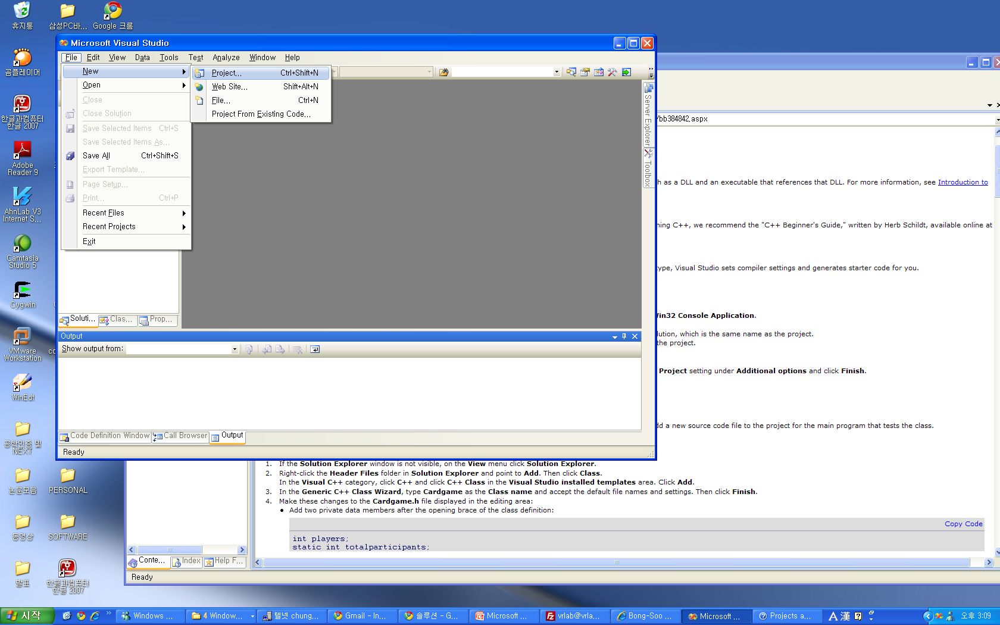 휴지통
삼성PC바...
Google 크롬
곰플레이어
한글과컴퓨터
한글 2007
Adobe
Reader 9
AhnLab V3
Internet S...
Camtasia
Studio 5
Cygwin
VMware
Workstation
WinEdt
공학인증 및
NEXT
논문모음
PERSONAL
동영상
SOFTWARE
발표
한글과컴퓨터
한글 2007
Microsoft Visual Studio
File Edit View Data Tools Test Analyze Window Help
New
Open
Close
Close Solution
Save Selected Items Ctrl+S
Save Selected Items As...
Save All Ctrl+Shift+S
Export Template...
Page Setup...
Print... Ctrl+P
Recent Files
Recent Projects
Exit
Project... Ctrl+Shift+N
Web Site... Shift+Alt+N
File... Ctrl+N
Project From Existing Code...
Server Explorer
Toolbox
Soluti... Clas... Prop...
Output
Show output from:
Code Definition Window Call Browser Output
Ready
/bb384842.aspx
h as a DLL and an executable that references that DLL. For more information, see Introduction to
ning C++, we recommend the "C++ Beginner's Guide," written by Herb Schildt, available online at
type, Visual Studio sets compiler settings and generates starter code for you.
Win32 Console Application.
lution, which is the same name as the project.
the project.
Project setting under Additional options and click Finish.
dd a new source code file to the project for the main program that tests the class.
1. If the Solution Explorer window is not visible, on the View menu click Solution Explorer.
2. Right-click the Header Files folder in Solution Explorer and point to Add. Then click Class.
In the Visual C++ category, click C++ and click C++ Class in the Visual Studio installed templates area. Click Add.
3. In the Generic C++ Class Wizard, type Cardgame as the Class name and accept the default file names and settings. Then click Finish.
4. Make these changes to the Cardgame.h file displayed in the editing area:
• Add two private data members after the opening brace of the class definition:
Copy Code
int players;
static int totalparticipants;
Conte... Index Help F...
Ready
시작
Windows ...
4 Window...
텔넷 chung...
Gmail - In...
솔루션 - G...
Microsoft ...
vrlab@vrla...
Bong-Soo ...
Microsoft ...
Projects a...
A 漢
오후 3:09